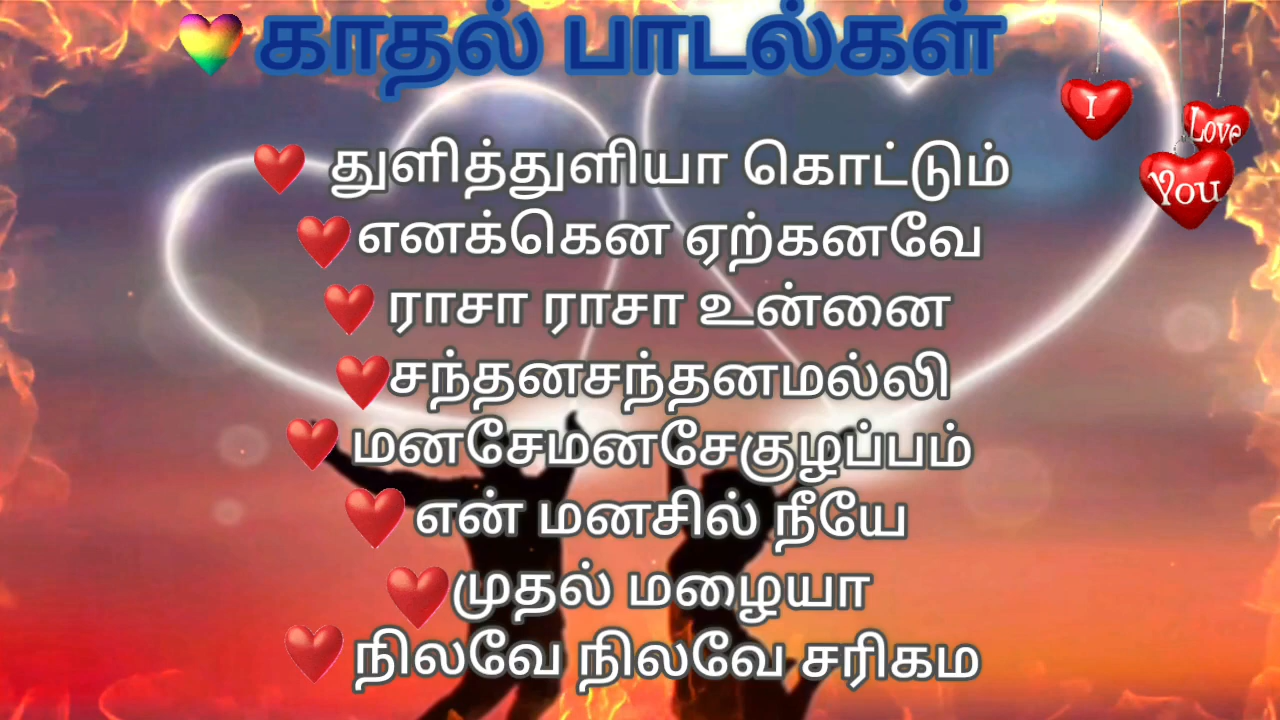 காதல் பாடல்கள்
I
Love
You
துளித்துளியா கொட்டும்
எனக்கென ஏற்கனவே
ராசா ராசா உன்னை
சந்தனசந்தனமல்லி
மனசேமனசேகுழப்பம்
என் மனசில் நீயே
முதல் மழையா
நிலவே நிலவே சரிகம